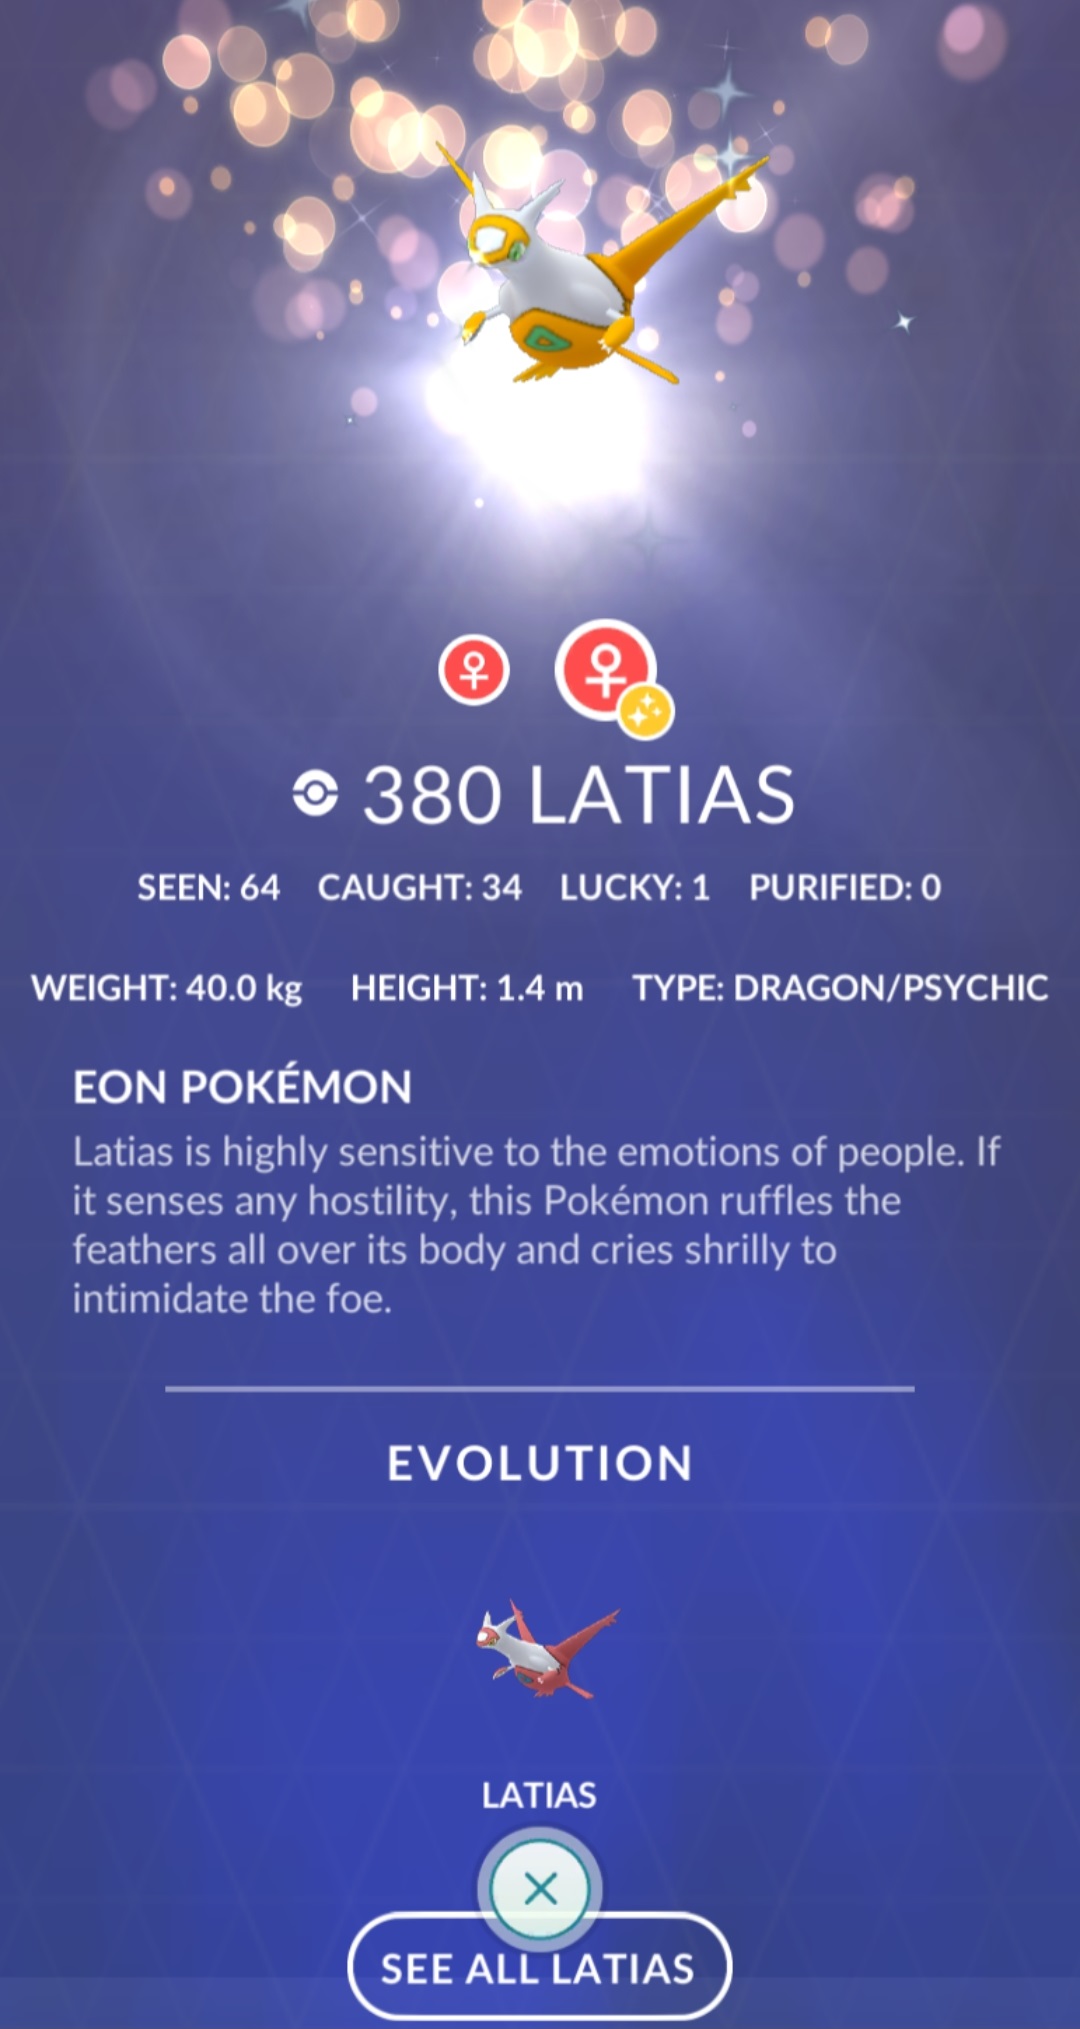 380 LATIAS
SEEN: 64 CAUGHT: 34 LUCKY: 1 PURIFIED: 0
WEIGHT: 40.0 kg HEIGHT: 1.4 m TYPE: DRAGON/PSYCHIC
EON POKÉMON
Latias is highly sensitive to the emotions of people. If
it senses any hostility, this Pokémon ruffles the
feathers all over its body and cries shrilly to
intimidate the foe.
EVOLUTION
LATIAS
SEE ALL LATIAS